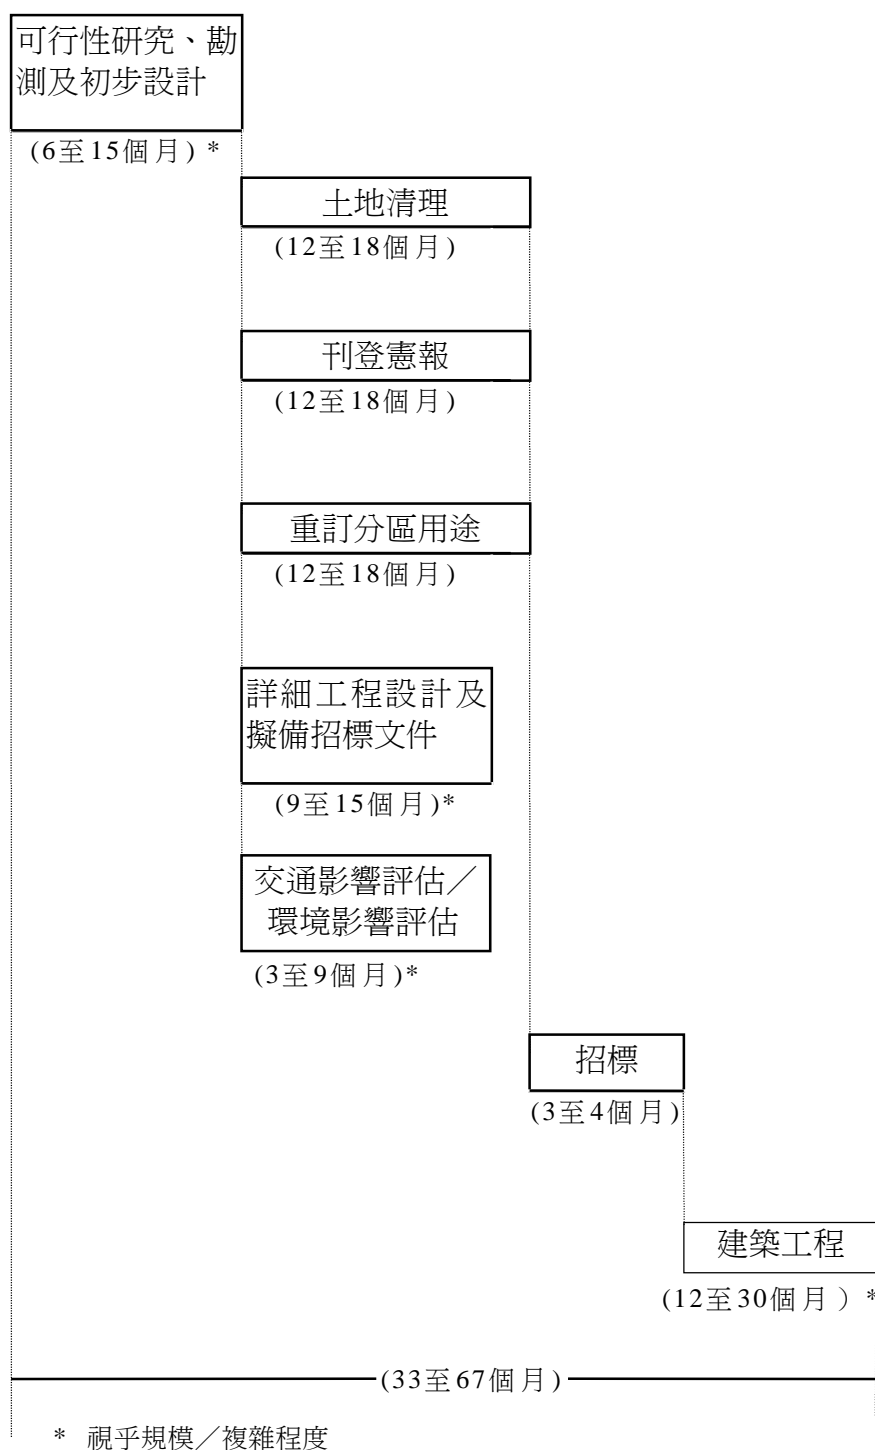 可行性研究、勘
測及初步設計
(6至15個月) *
土地清理
(12至18個月)
刊登憲報
(12至18個月)
重訂分區用途
(12至18個月)
詳細工程設計及
擬備招標文件
(9至15個月)*
交通影響評估／
環境影響評估
(3至9個月)*
招標
(3至4個月)
建築工程
(12至30個月）*
(33至67個月)
* 視乎規模／複雜程度